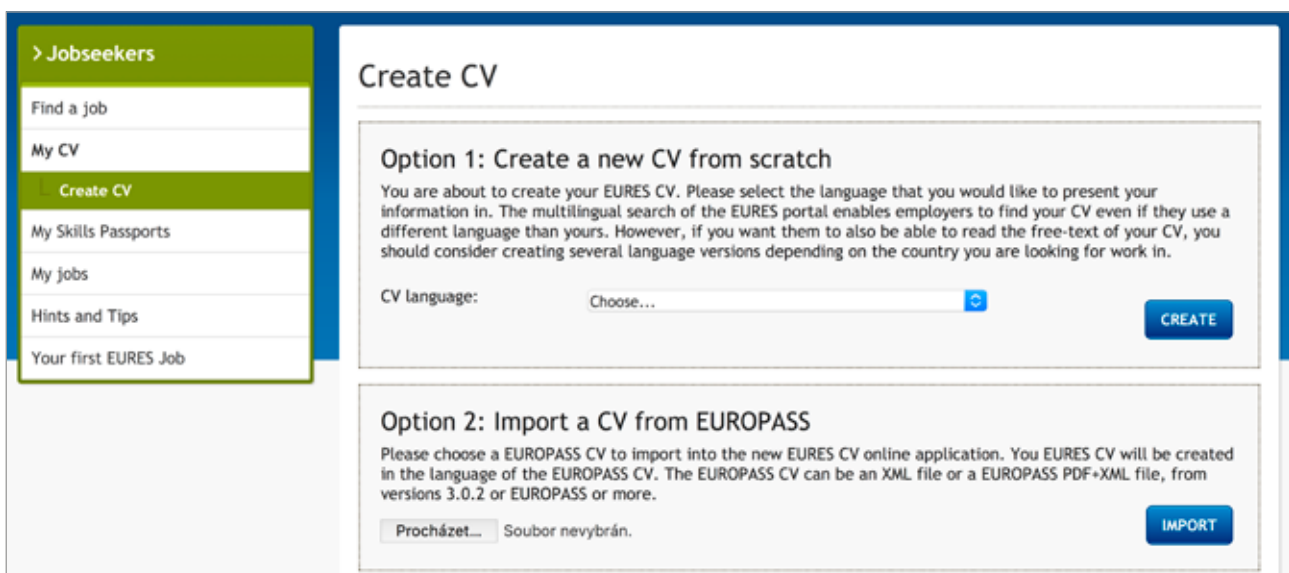 > Jobseekers
Find a job
My CV
Create CV
My Skills Passports
My jobs
Hints and Tips
Your first EURES Job
Create CV
Option 1: Create a new CV from scratch
You are about to create your EURES CV. Please select the language that you would like to present your
information in. The multilingual search of the EURES portal enables employers to find your CV even if they use a
different language than yours. However, if you want them to also be able to read the free-text of your CV, you
should consider creating several language versions depending on the country you are looking for work in.
CV language:
Choose...
CREATE
Option 2: Import a CV from EUROPASS
Please choose a EUROPASS CV to import into the new EURES CV online application. You EURES CV will be created
in the language of the EUROPASS CV. The EUROPASS CV can be an XML file or a EUROPASS PDF+XML file, from
versions 3.0.2 or EUROPASS or more.
Procházet... Soubor nevybrán.
IMPORT